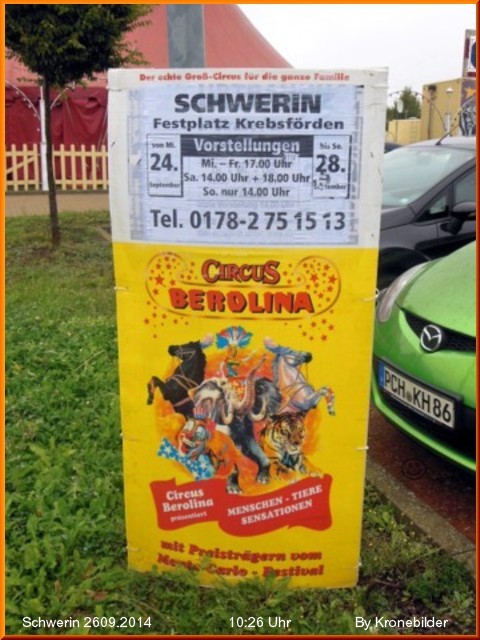 Der echte Groß-Circus für die ganze Familie
SCHWERIN
Festplatz Krebsförden
von Mi.
24.
September
Vorstellungen
Mi. – Fr. 17.00 Uhr
Sa. 14.00 Uhr + 18.00 Uhr
So. nur 14.00 Uhr
bis So.
28.
September
Tel. 0178-2 75 15 13
CIRCUS
BEROLINA
Circus
Berolina
präsentiert
MENSCHEN - TIERE
SENSATIONEN
mit Preisträgern vom
Monte-Carlo-Festival
PCH KH 86
Schwerin 2609.2014 10:26 Uhr By Kronebilder